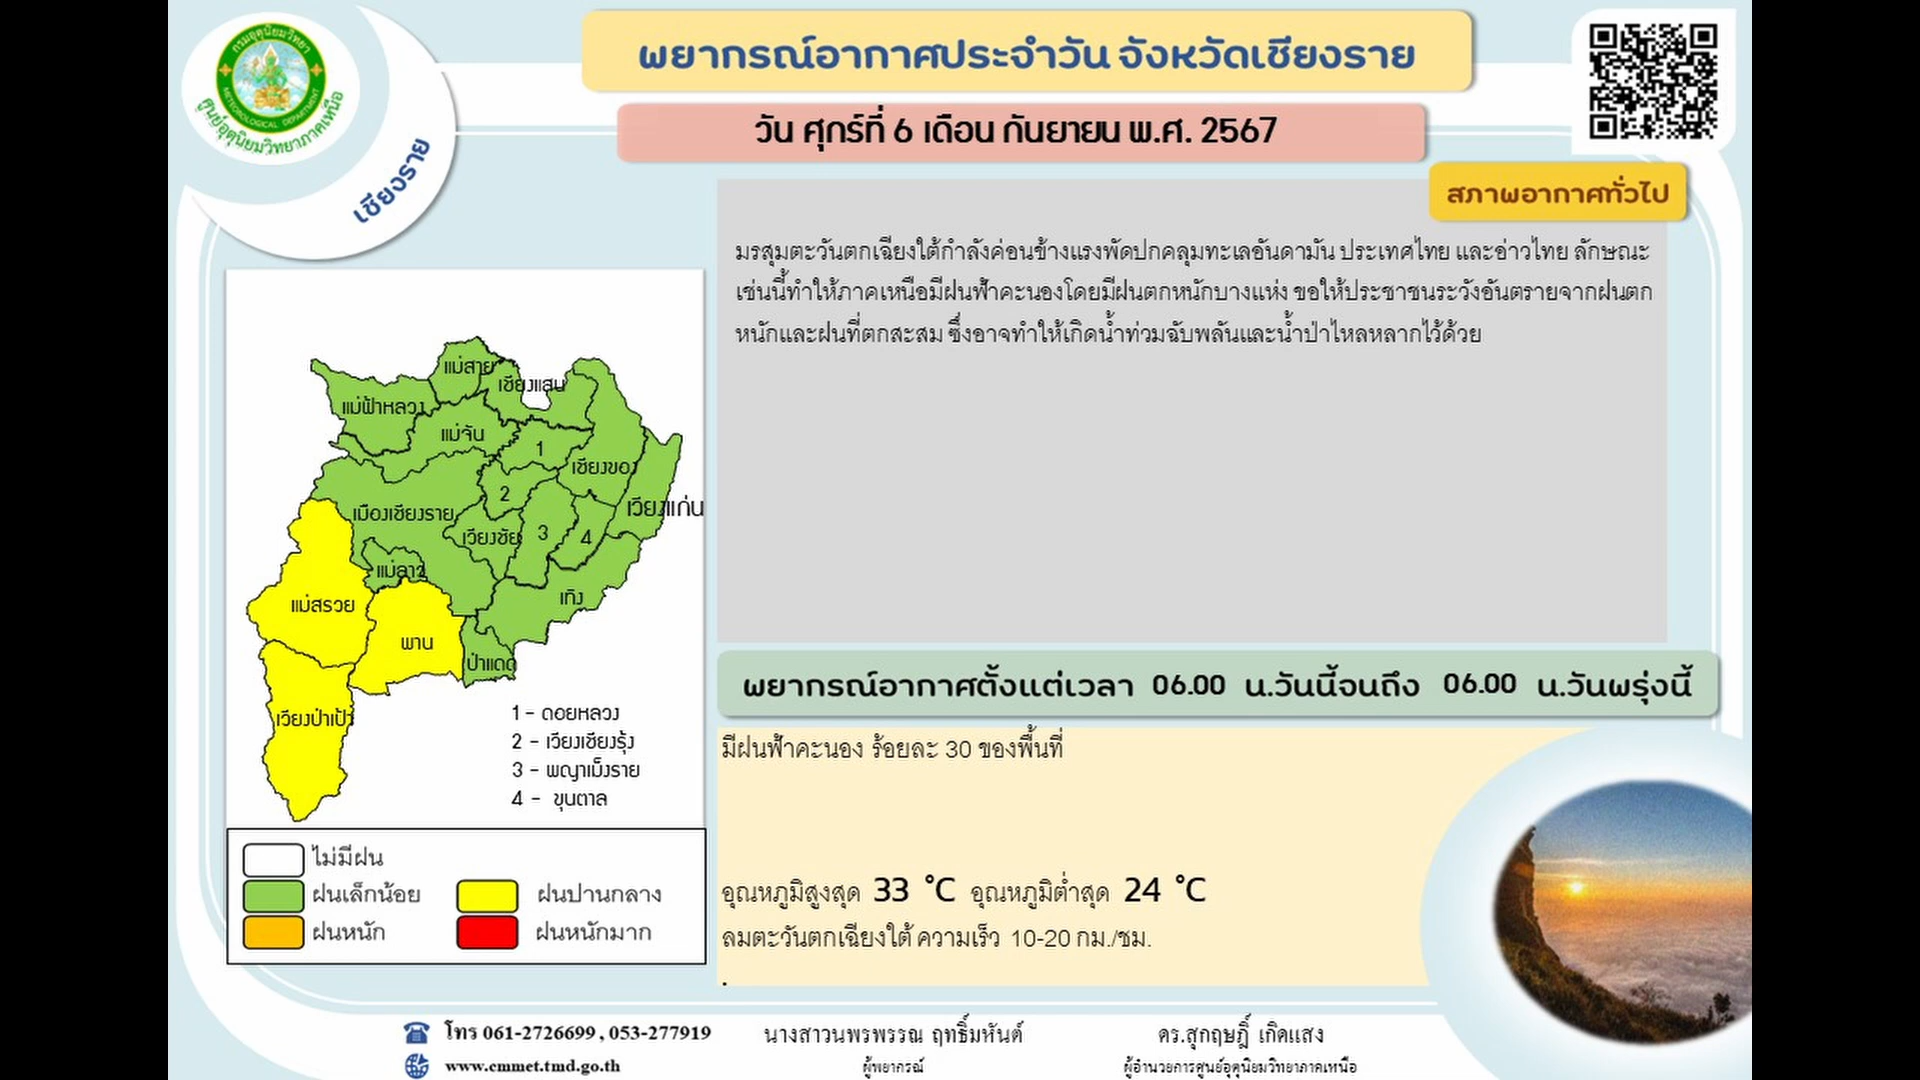 กรมอุตุนิยมวิทยา
METEOROLOGICAL DEPARTMENT
ศูนย์อุตุนิยมวิทยาภาคเหนือ
เชียงราย
พยากรณ์อากาศประจำวัน จังหวัดเชียงราย
วัน ศุกร์ที่ 6 เดือน กันยายน พ.ศ. 2567
สภาพอากาศทั่วไป
มรสุมตะวันตกเฉียงใต้กำลังค่อนข้างแรงพัดปกคลุมทะเลอันดามัน ประเทศไทย และอ่าวไทย ลักษณะ
เช่นนี้ทำให้ภาคเหนือมีฝนฟ้าคะนองโดยมีฝนตกหนักบางแห่ง ขอให้ประชาชนระวังอันตรายจากฝนตก
หนักและฝนที่ตกสะสม ซึ่งอาจทำให้เกิดน้ำท่วมฉับพลันและน้ำป่าไหลหลากไว้ด้วย
แม่สาย
เชียงแสน
แม่ฟ้าหลวง
แม่จัน
1
เชียงของ
2
เวียงแก่น
เมืองเชียงราย
เวียงชัย
3
4
แม่ลาว
เทิง
แม่สรวย
พาน
ป่าแดด
เวียงป่าเป้า
1 - ดอยหลวง
2 - เวียงเชียงรุ้ง
3 - พญาเม็งราย
4 - ขุนตาล
ไม่มีฝน
ฝนเล็กน้อย
ฝนปานกลาง
ฝนหนัก
ฝนหนักมาก
พยากรณ์อากาศตั้งแต่เวลา 06.00 น.วันนี้จนถึง 06.00 น.วันพรุ่งนี้
มีฝนฟ้าคะนอง ร้อยละ 30 ของพื้นที่
อุณหภูมิสูงสุด 33 °C อุณหภูมิต่ำสุด 24 °C
ลมตะวันตกเฉียงใต้ ความเร็ว 10-20 กม./ชม.
.
โทร 061-2726699 , 053-277919
www.cmmet.tmd.go.th
นางสาวนพรพรรณ ฤทธิ์มหันต์
ผู้พยากรณ์
ดร.สุกฤษฎิ์ เกิดแสง
ผู้อำนวยการศูนย์อุตุนิยมวิทยาภาคเหนือ